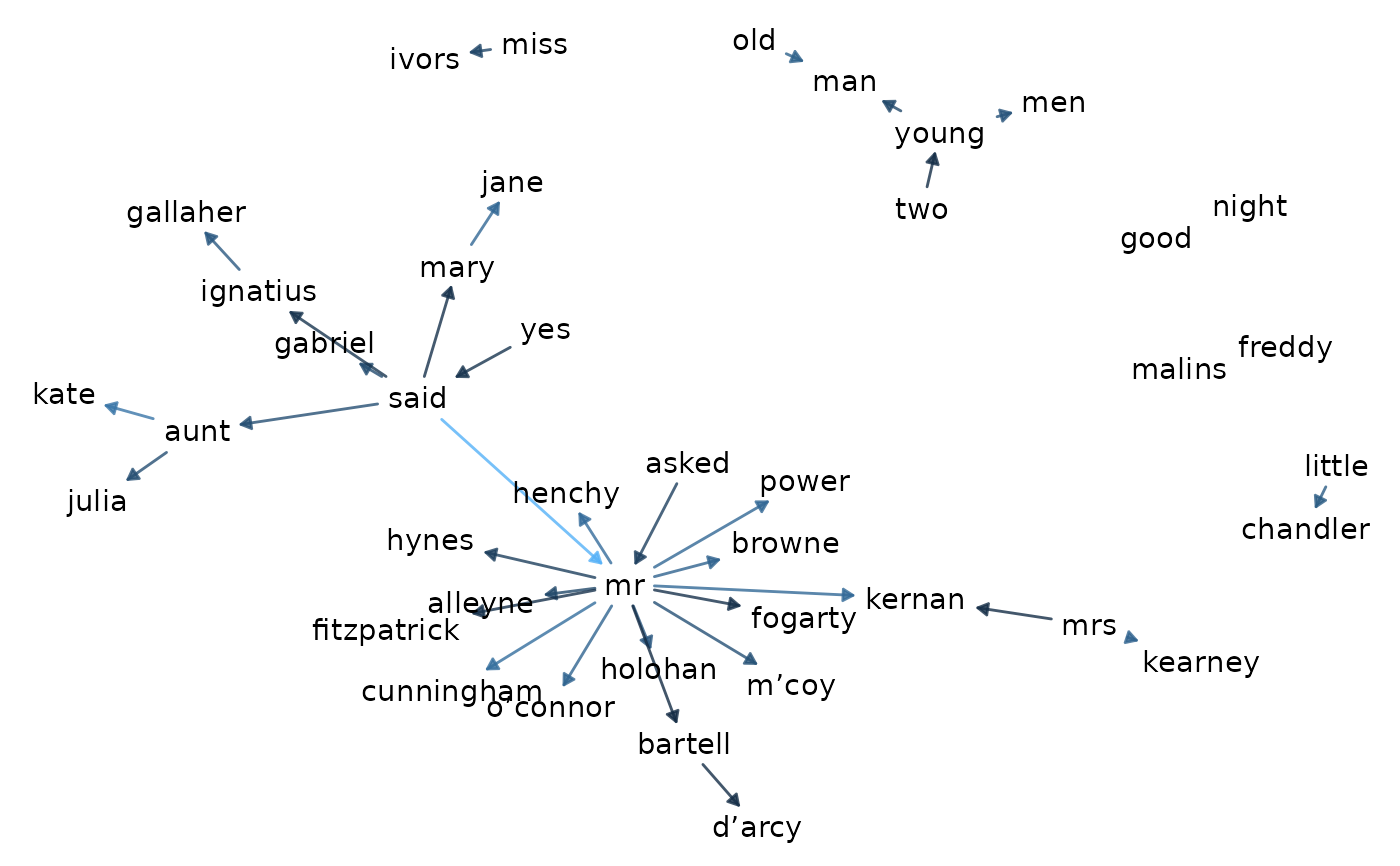 old
miss
ivors
man
men
young
jane
night
two
gallaher
good
mary
ignatius
yes
gabriel
freddy
malins
kate
said
aunt
asked
little
power
henchy
julia
chandler
hynes
browne
mr
kernan
alleyne
fogarty
mrs
fitzpatrick
kearney
holohan
m’coy
cunningham
o’connor
bartell
d’arcy